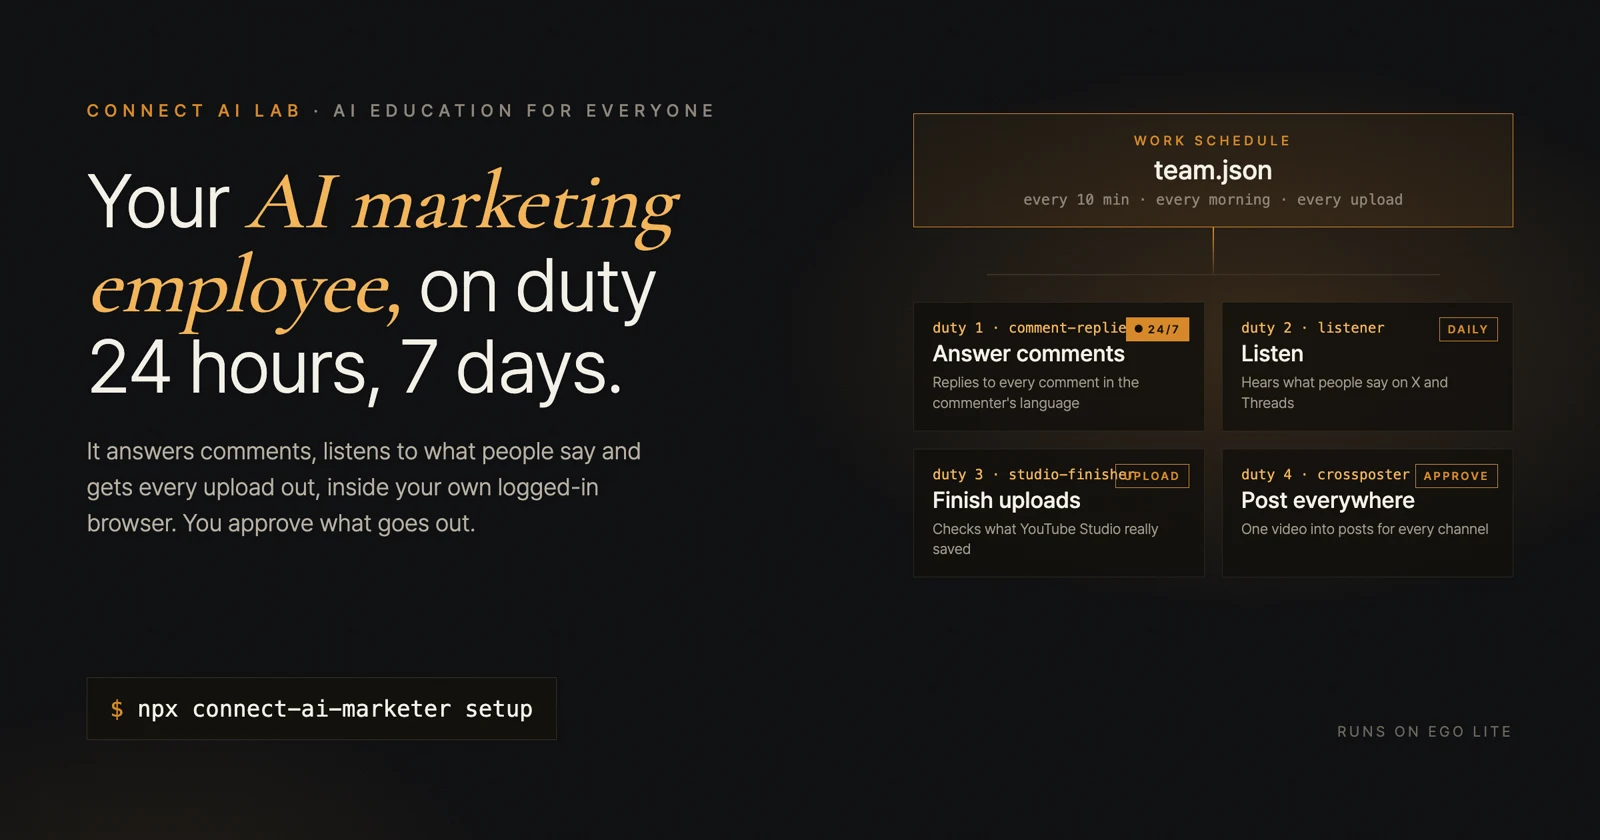 CONNECT AI LAB · AI EDUCATION FOR EVERYONE
Your AI marketing
employee, on duty
24 hours, 7 days.
It answers comments, listens to what people say and
gets every upload out, inside your own logged-in
browser. You approve what goes out.
$ npx connect-ai-marketer setup
WORK SCHEDULE
team.json
every 10 min · every morning · every upload
duty 1 · comment-replie
24/7
Answer comments
Replies to every comment in the
commenter's language
duty 2 · listener
DAILY
Listen
Hears what people say on X and
Threads
duty 3 · studio-finisher
UPLOAD
Finish uploads
Checks what YouTube Studio really
saved
duty 4 · crossposter
APPROVE
Post everywhere
One video into posts for every channel
RUNS ON EGO LITE